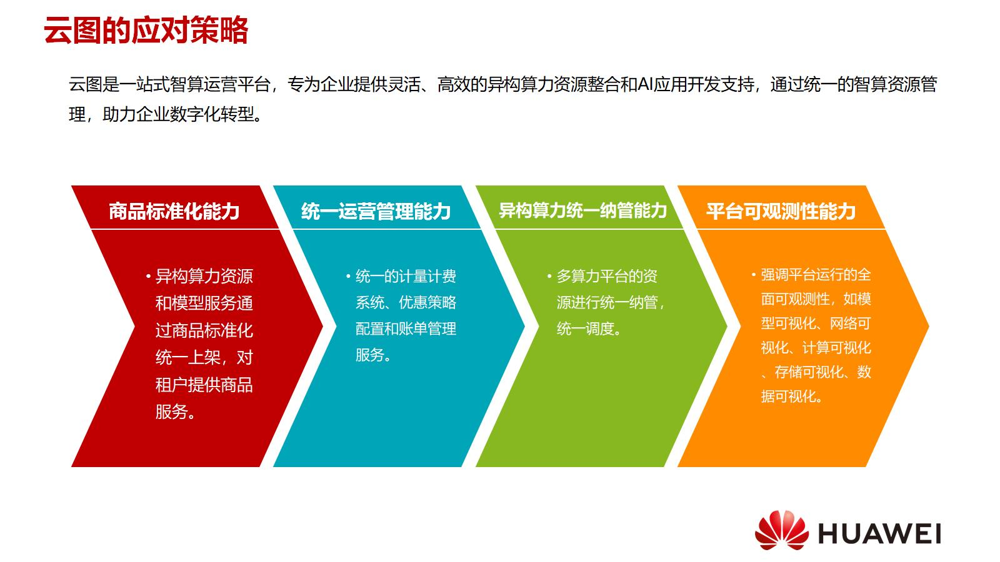 云图的应对策略
云图是一站式智算运营平台，专为企业提供灵活、高效的异构算力资源整合和AI应用开发支持，通过统一的智算资源管
理，助力企业数字化转型。
商品标准化能力
• 异构算力资源
和模型服务通
过商品标准化
统一上架，对
租户提供商品
服务。
统一运营管理能力
• 统一的计量计费
系统、优惠策略
配置和账单管理
服务。
异构算力统一纳管能力
• 多算力平台的资
源进行统一纳管，
统一调度。
平台可观测性能力
• 强调平台运行的全
面可观测性，如模
型可视化、网络可
视化、计算可视化
、存储可视化、数
据可视化。
HUAWEI